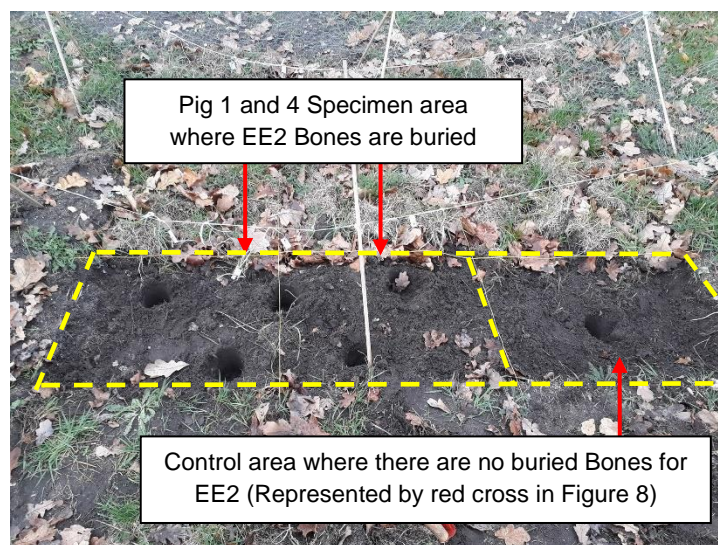 Pig 1 and 4 Specimen area
where EE2 Bones are buried
Control area where there are no buried Bones for
EE2 (Represented by red cross in Figure 8)